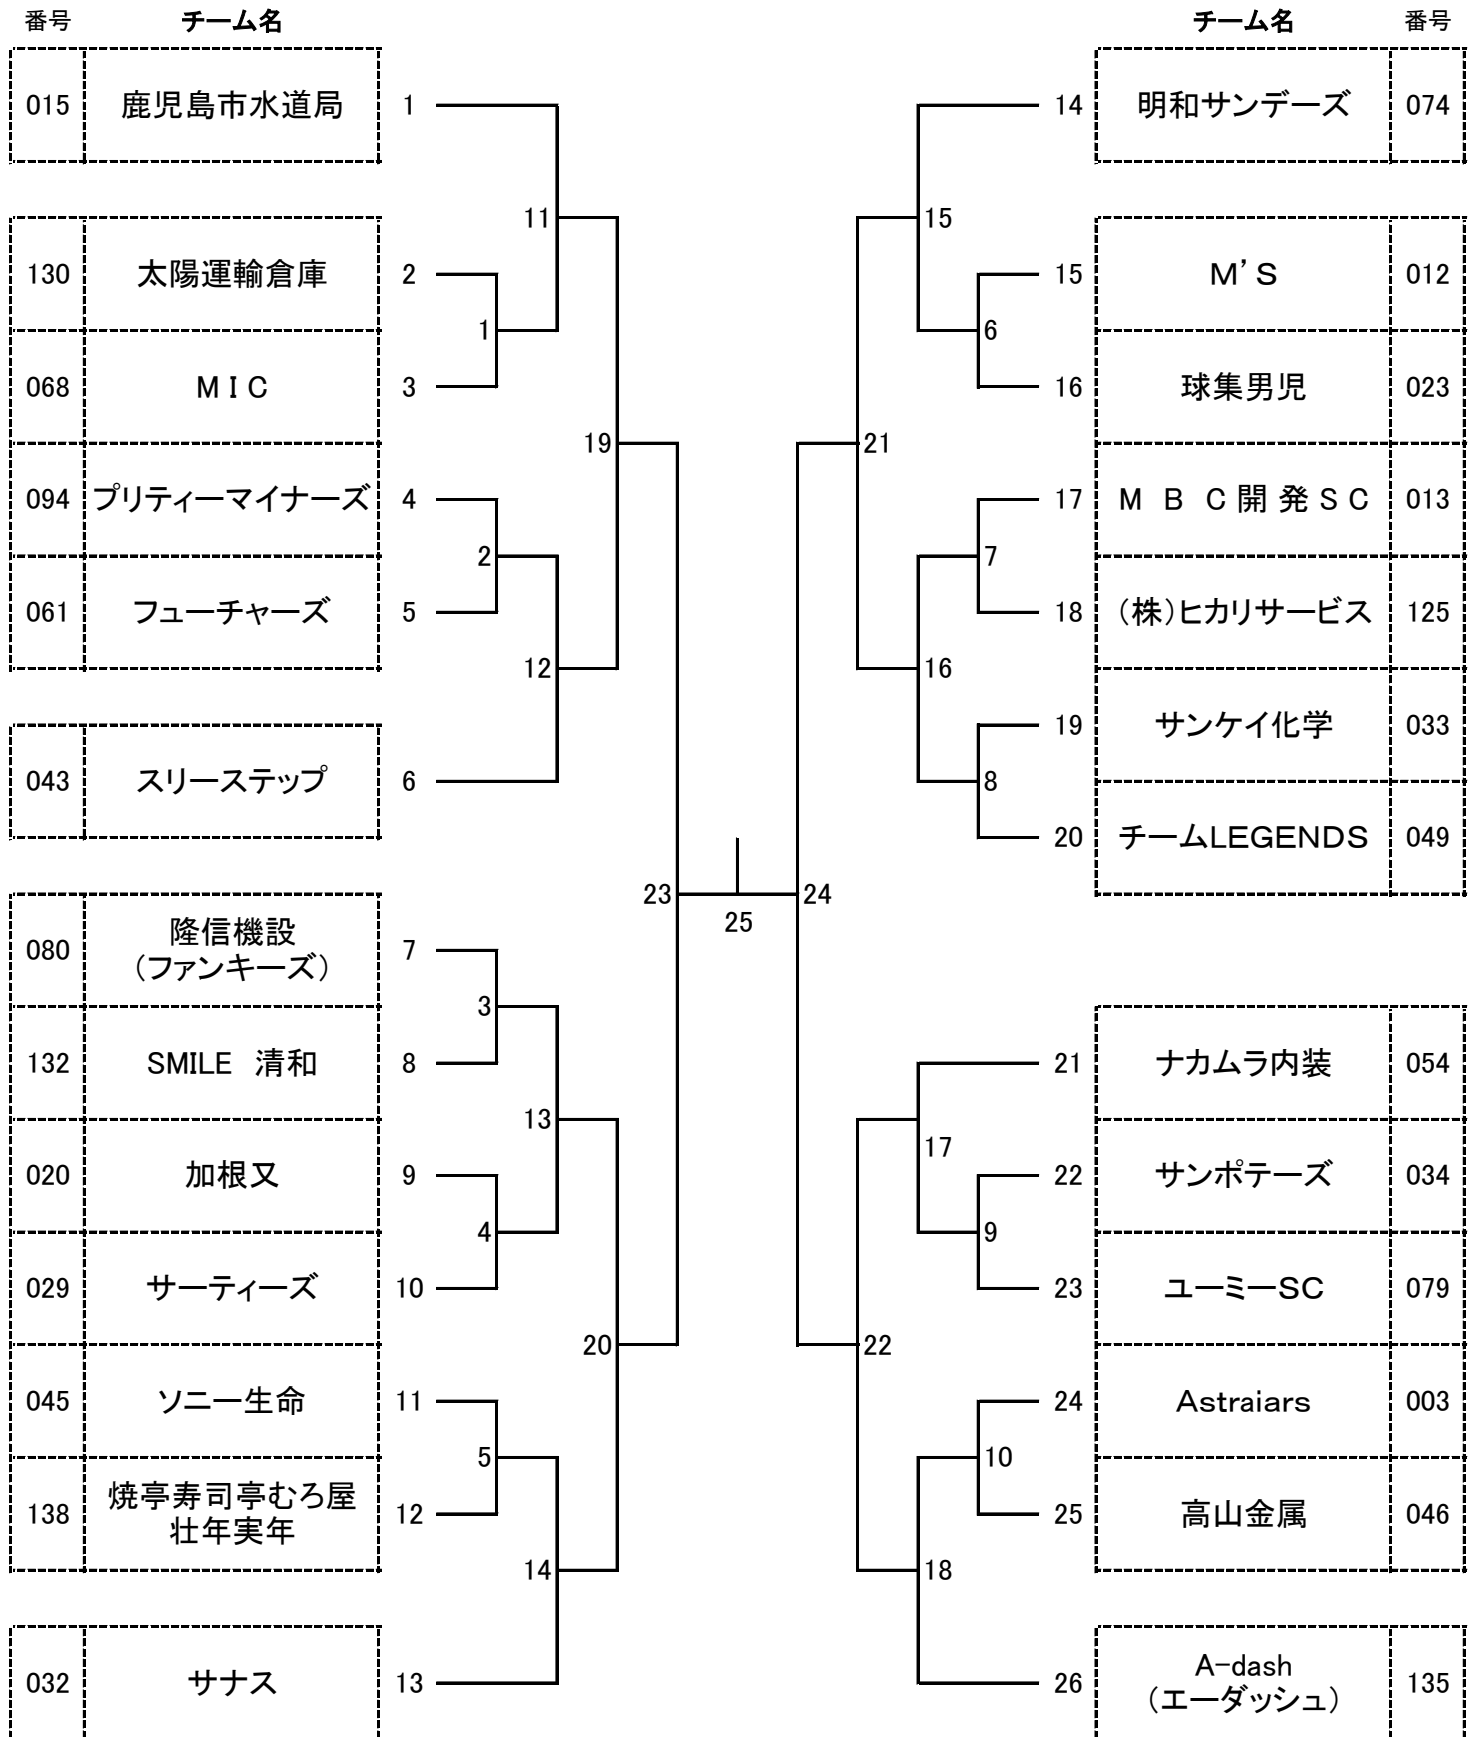 番号 チーム名 チーム名 番号
015 鹿児島市水道局 1 14 明和サンデーズ 074
11 15
130 太陽運輸倉庫 2 15 M'S 012
1 6
068 MIC 3 16 球集男児 023
19 21
094 プリティーマイナーズ 4 17 M B C開発SC 013
2 7
061 フューチャーズ 5 18 (株)ヒカリサービス 125
12 16
19 サンケイ化学 033
043 スリーステップ 6 8
20 チームLEGENDS 049
23 24
25
080 隆信機設
(ファンキーズ) 7
3
132 SMILE 清和 8 21 ナカムラ内装 054
13 17
020 加根又 9 22 サンポテーズ 034
4 9
029 サーティーズ 10 23 ユーミーSC 079
20 22
045 ソニー生命 11 24 Astraiars 003
5 10
138 焼亭寿司亭むろ屋
壮年実年 12 25 高山金属 046
14 18
032 サナス 13 26 A-dash
(エーダッシュ) 135